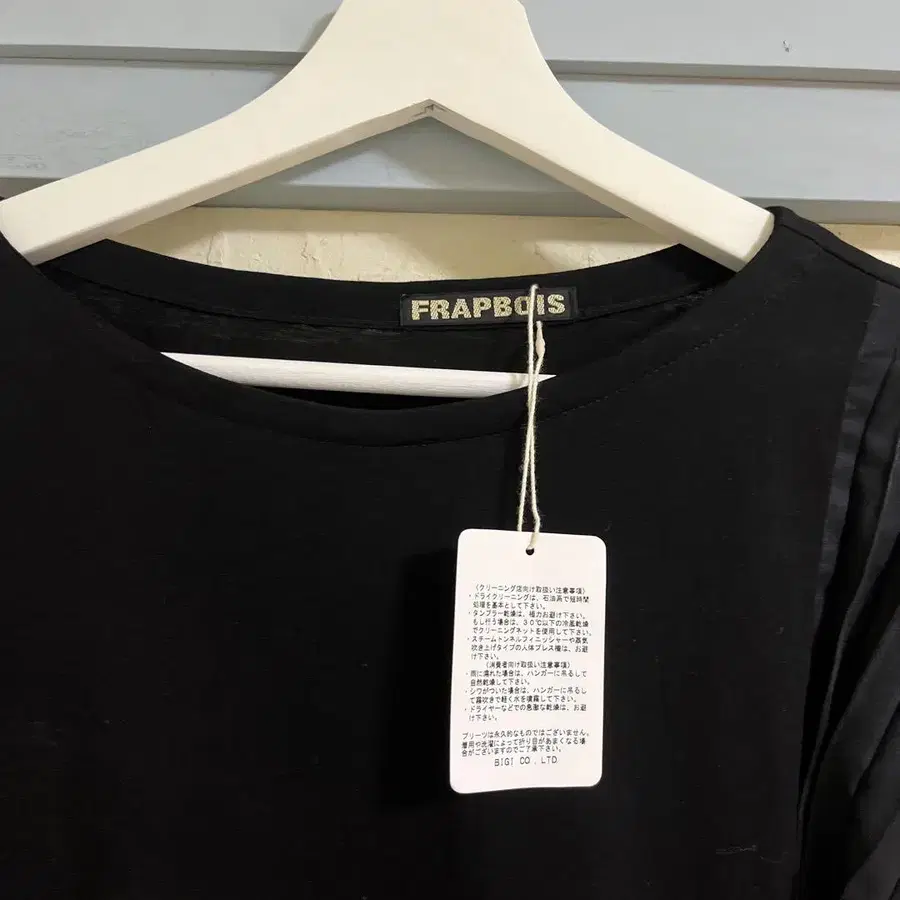 FRAPBOIS
(クリーニング店向け取扱い注意事項)
・ドライクリーニングは、石油系で短時間
処理を基本として下さい。
・タンブラー乾燥は、極力お避け下さい。
もし行う場合は、30℃以下の冷風乾燥
でクリーニングネットを使用して下さい。
・スチームトンネルフィニッシャーや蒸気
吹き上げタイプの人体プレス機は、お避
け下さい。
(消費者向け取扱い注意事項)
・雨に濡れた場合は、ハンガーに吊るして
自然乾燥して下さい。
・シワがついた場合は、ハンガーに吊るし
て霧吹きで軽く水を噴霧して下さい。
・ドライヤーなどでの急激な乾燥は、お避
け下さい。
プリーツは永久的なものではございません。
着用や洗濯によって折り目があまくなる場
合がございますのでご了承下さい。
BIGI CO.,LTD.